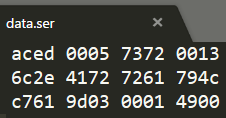 data.ser ×
aced 0005 7372 0013
6c2e 4172 7261 794c
c761 9d03 0001 4900